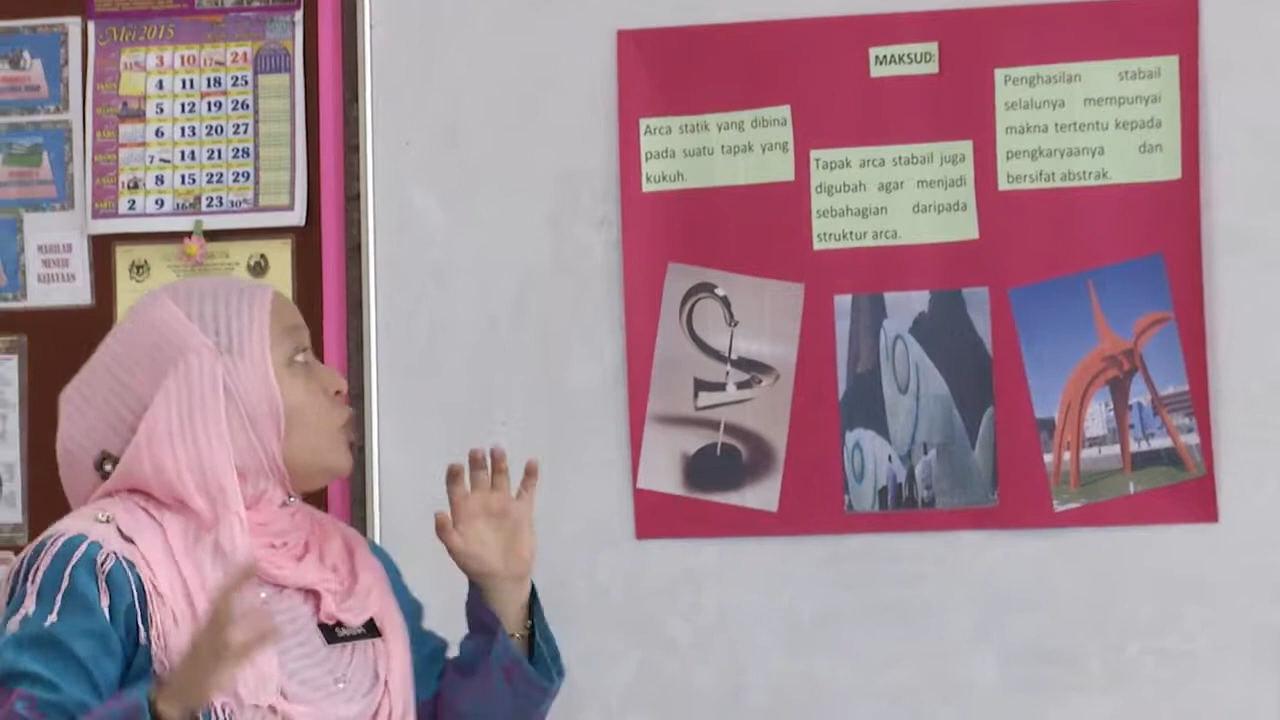 Mei 2015
3 10 17 24
4 11 18 25
5 12 19 26
6 13 20 27
7 14 21 28
8 15 22 29
2 9 16 23 30
MARILAH
MENUJU
KEJAYAAN
MAKSUD:
Arca statik yang dibina
pada suatu tapak yang
kukuh.
Tapak arca stabail juga
digubah agar menjadi
sebahagian daripada
struktur arca.
Penghasilan stabail
selalunya mempunyai
makna tertentu kepada
pengkaryaanya dan
bersifat abstrak.